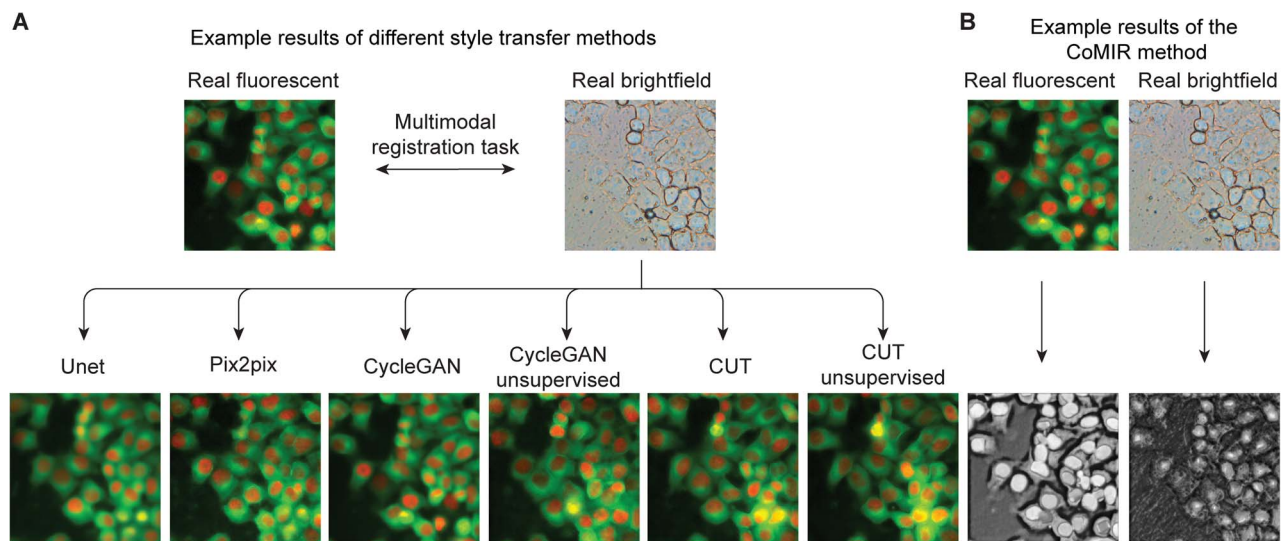 A
Example results of different style transfer methods
Real fluorescent
Real brightfield
Multimodal
registration task
Unet
Pix2pix
CycleGAN
CycleGAN
unsupervised
CUT
CUT
unsupervised
B
Example results of the
CoMIR method
Real fluorescent
Real brightfield